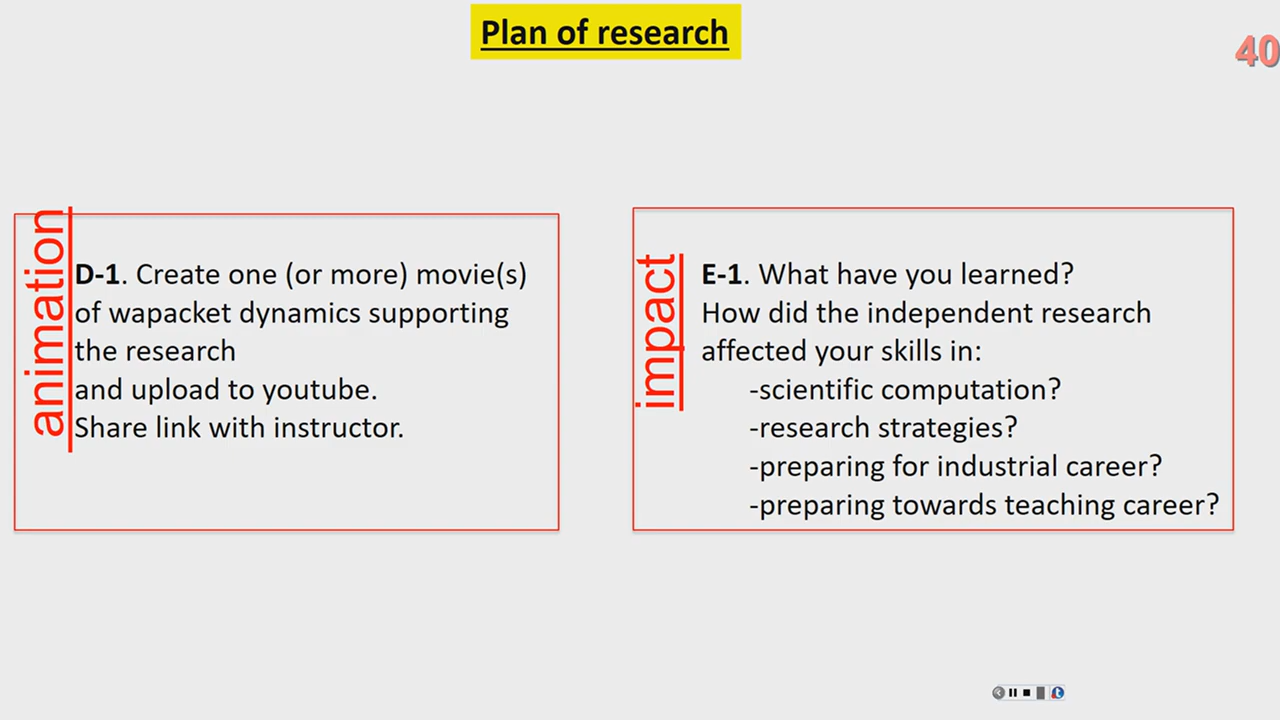 Plan of research
40
animation
D-1. Create one (or more) movie(s)
of wapacket dynamics supporting
the research
and upload to youtube.
Share link with instructor.
impact
E-1. What have you learned?
How did the independent research
affected your skills in:
-scientific computation?
-research strategies?
-preparing for industrial career?
-preparing towards teaching career?